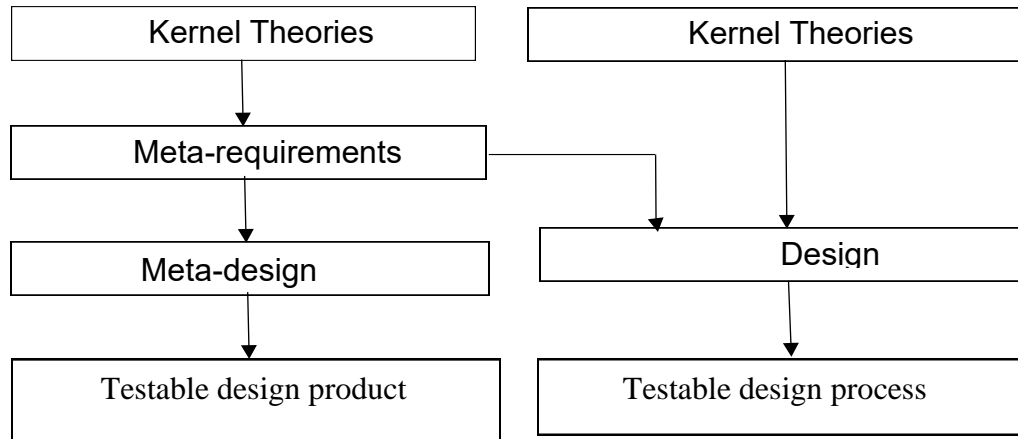 Kernel Theories
Kernel Theories
Meta-requirements
Meta-design
Design
Testable design product
Testable design process